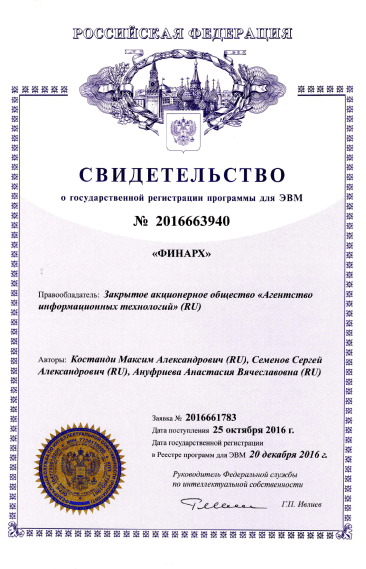 РОССИЙСКАЯ ФЕДЕРАЦИЯ
СВИДЕТЕЛЬСТВО
о государственной регистрации программы для ЭВМ
№ 2016663940
«ФИНАРХ»
Правообладатель: Закрытое акционерное общество «Агентство
информационных технологий» (RU)
Авторы: Костанди Максим Александрович (RU), Семенов Сергей
Александрович (RU), Ануфриева Анастасия Вячеславовна (RU)
Заявка № 2016661783
Дата поступления 25 октября 2016 г.
Дата государственной регистрации
в Реестре программ для ЭВМ 20 декабря 2016 г.
Руководитель Федеральной службы
по интеллектуальной собственности
Г.П. Ивлиев